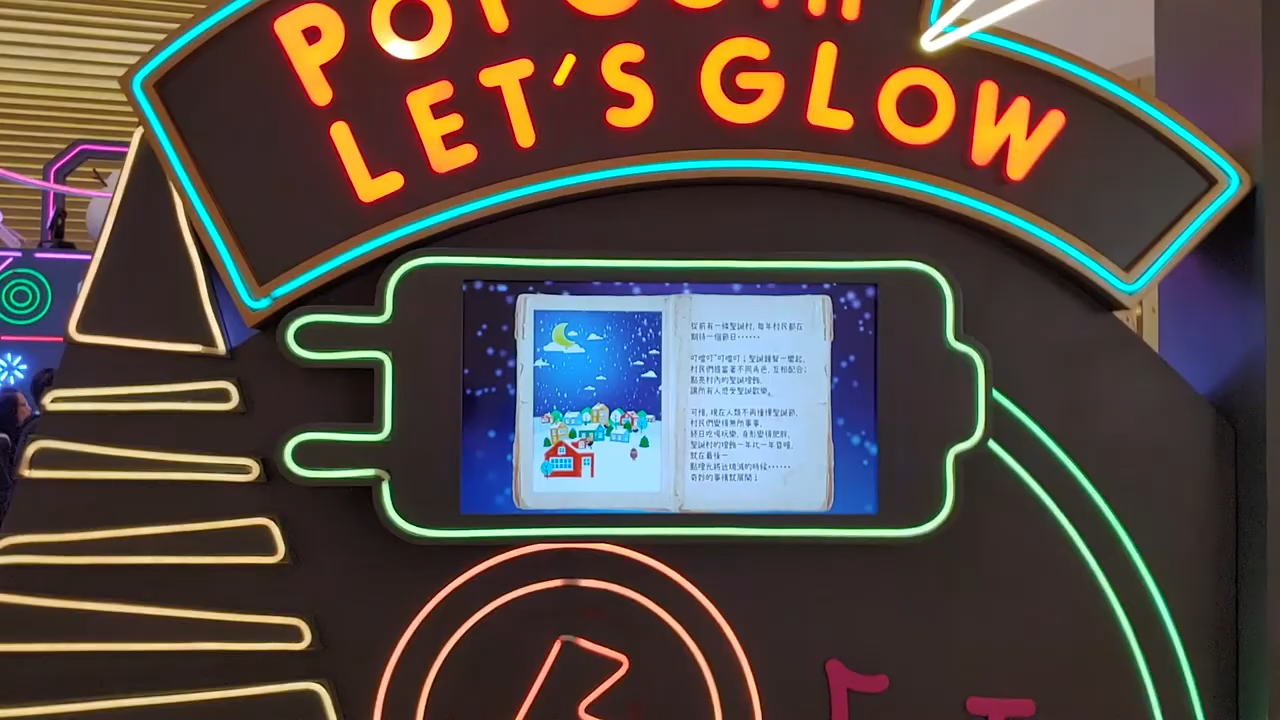 LET'S GLOW
從前有一條聖誕村, 每年村民都在
期待一個節日······
叮噹叮~叮噹叮！聖誕鐘聲一響起,
村民們擔當著不同角色, 互相配合;
點亮村內的聖誕燈飾,
讓所有人感受聖誕歡樂。
可惜, 現在人類不再懂得聖誕節,
村民們變得無所事事,
終日吃喝玩樂, 身形變得肥胖,
聖誕村的燈飾一年比一年昏暗,
就在最後一
點燈光將近熄滅的時候······
奇妙的事情就展開！